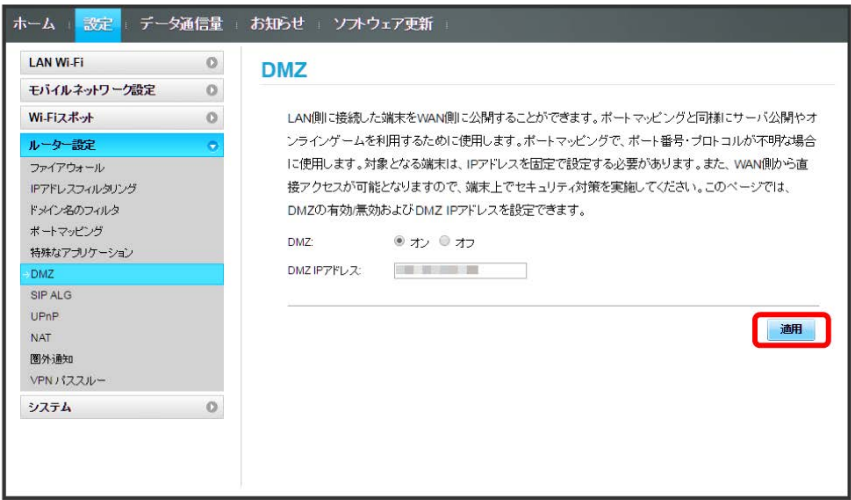 ホーム 設定 データ通信量 お知らせ ソフトウェア更新
LAN Wi-Fi
モバイルネットワーク設定
Wi-Fiスポット
ルーター設定
ファイアウォール
IPアドレスフィルタリング
ドメイン名のフィルタ
ポートマッピング
特殊なアプリケーション
DMZ
SIP ALG
UPnP
NAT
圏外通知
VPN パススルー
システム
DMZ
LAN側に接続した端末をWAN側に公開することができます。ポートマッピングと同様にサーバ公開やオ
ンラインゲームを利用するために使用します。ポートマッピングで、ポート番号・プロトコルが不明な場合
に使用します。対象となる端末は、IPアドレスを固定で設定する必要があります。また、WAN側から直
接アクセスが可能となりますので、端末上でセキュリティ対策を実施してください。このページでは、
DMZの有効/無効およびDMZ IPアドレスを設定できます。
DMZ: オン オフ
DMZ IPアドレス:
適用